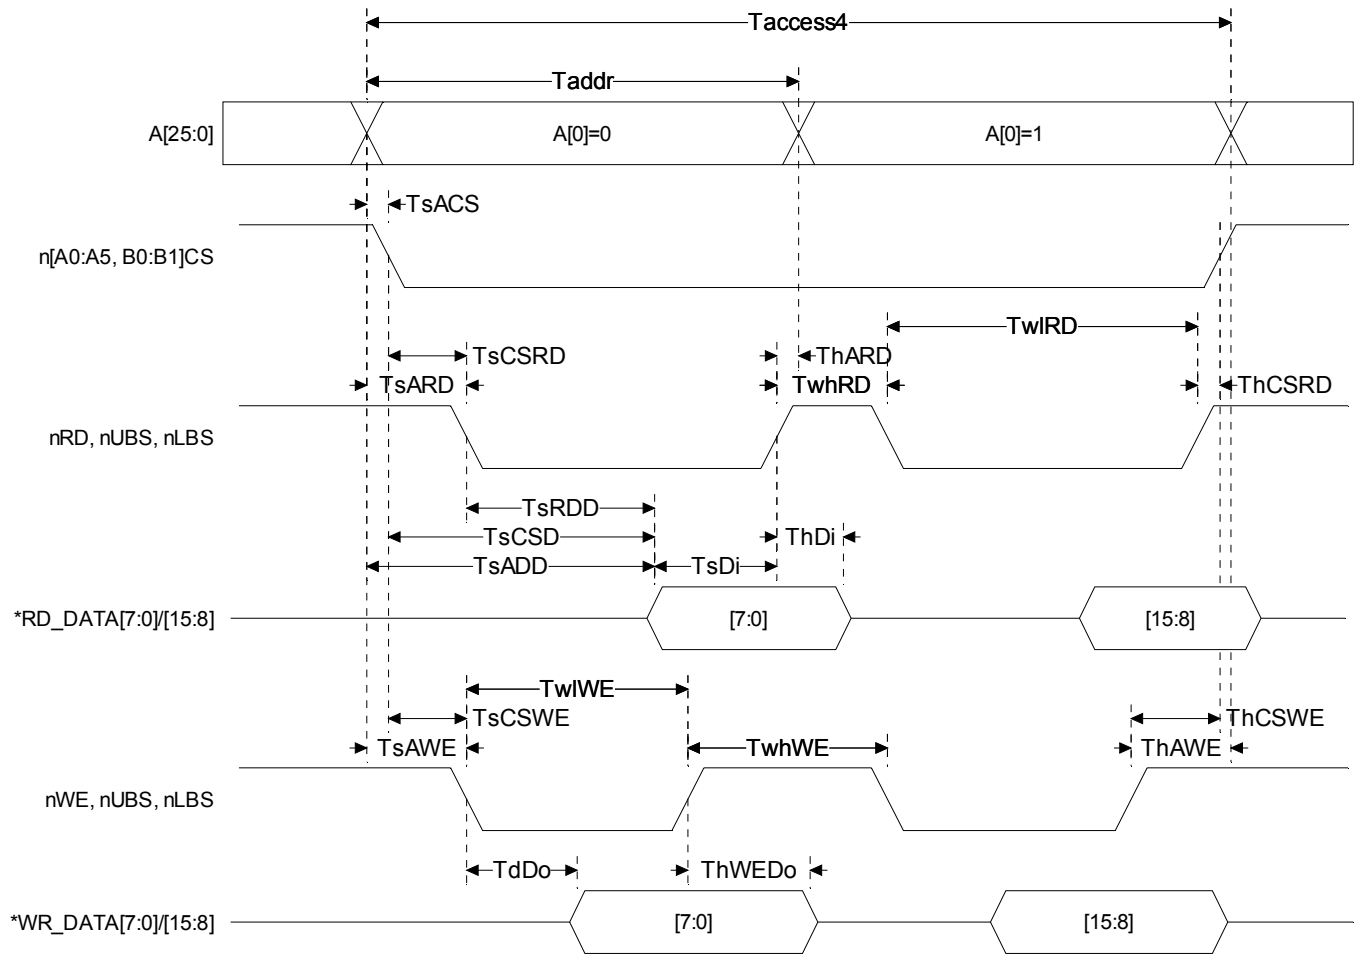 Taccess4
Taddr
A[25:0]
A[0]=0
A[0]=1
TsACS
n[A0:A5, B0:B1]CS
TwlRD
TsCSRD
ThARD
TsARD
TwhRD
ThCSRD
nRD, nUBS, nLBS
TsRDD
TsCSD
ThDi
TsADD
TsDi
*RD_DATA[7:0]/[15:8]
[7:0]
[15:8]
TwlWE
TsCSWE
ThCSWE
TsAWE
TwhWE
ThAWE
nWE, nUBS, nLBS
TdDo
ThWEDo
*WR_DATA[7:0]/[15:8]
[7:0]
[15:8]